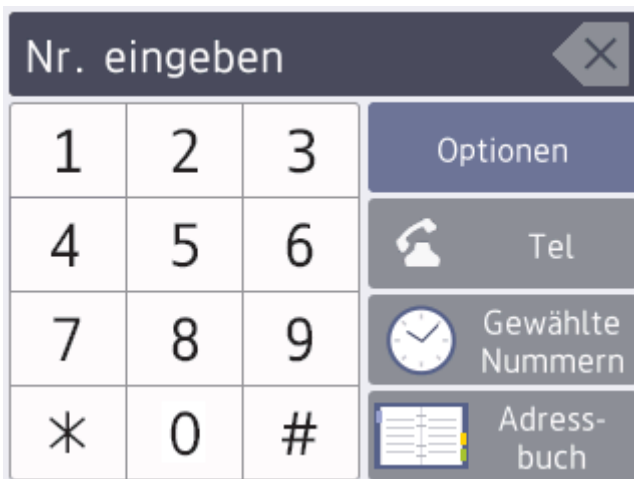 Nr. eingeben
1 2 3
Optionen
4 5 6
Tel
7 8 9
Gewählte
Nummern
* 0 #
Adress-
buch